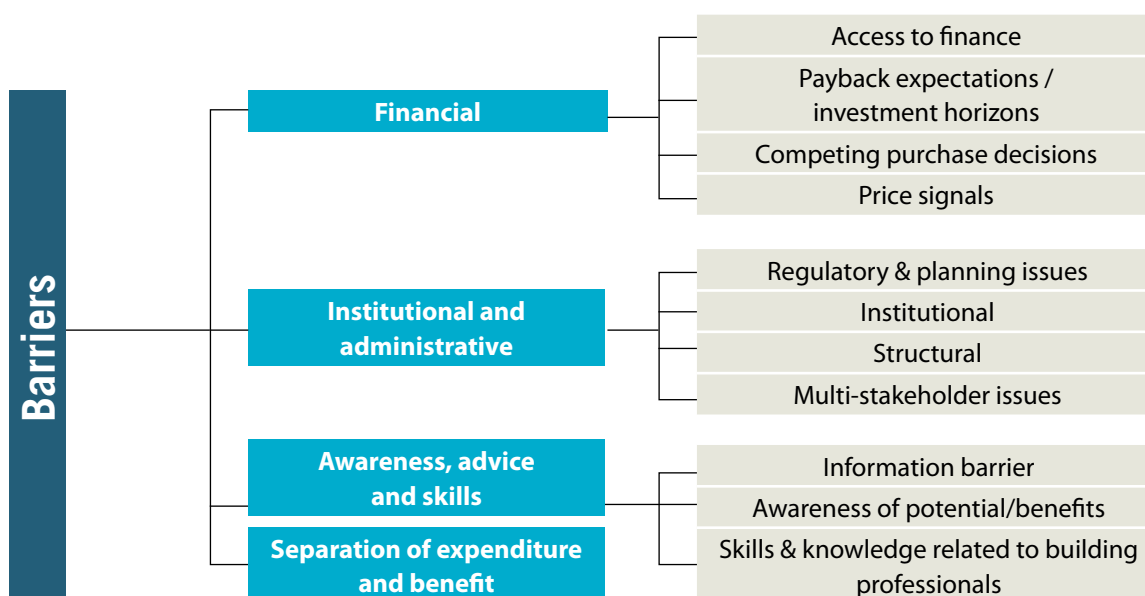 Barriers
Financial
Access to finance
Payback expectations /
investment horizons
Competing purchase decisions
Price signals
Institutional and
administrative
Regulatory & planning issues
Institutional
Structural
Multi-stakeholder issues
Awareness, advice
and skills
Information barrier
Awareness of potential/benefits
Skills & knowledge related to building
professionals
Separation of expenditure
and benefit